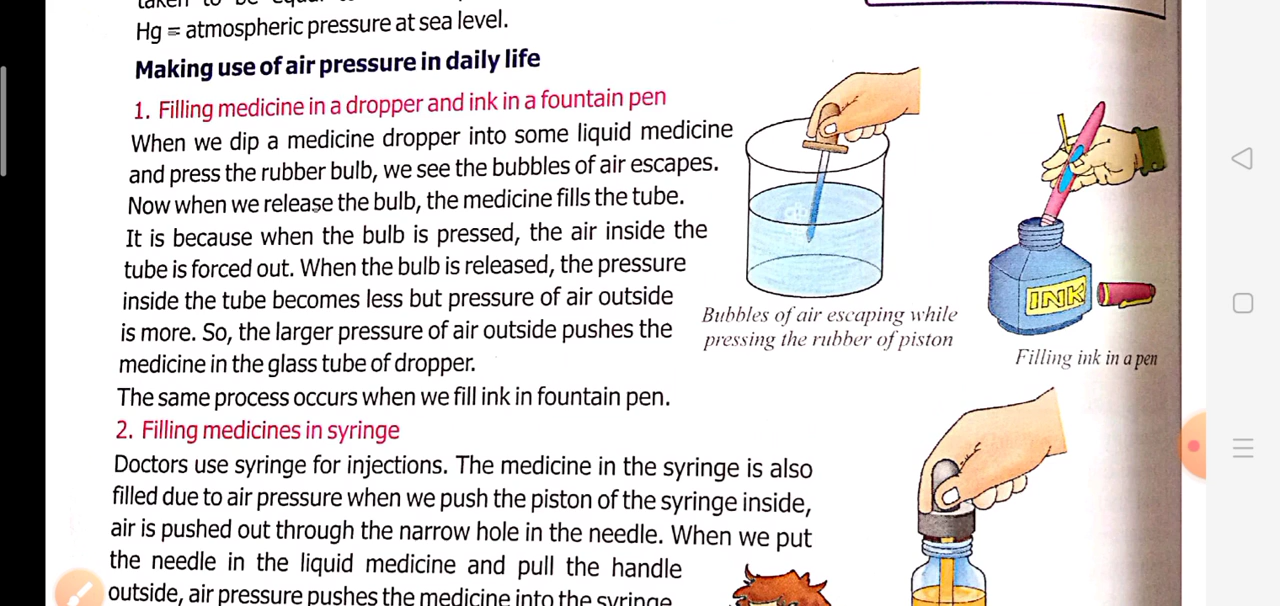 Hg = atmospheric pressure at sea level.
Making use of air pressure in daily life
1. Filling medicine in a dropper and ink in a fountain pen
When we dip a medicine dropper into some liquid medicine
and press the rubber bulb, we see the bubbles of air escapes.
Now when we release the bulb, the medicine fills the tube.
It is because when the bulb is pressed, the air inside the
tube is forced out. When the bulb is released, the pressure
inside the tube becomes less but pressure of air outside
is more. So, the larger pressure of air outside pushes the
medicine in the glass tube of dropper.
The same process occurs when we fill ink in fountain pen.
Bubbles of air escaping while
pressing the rubber of piston
INK
Filling ink in a pen
2. Filling medicines in syringe
Doctors use syringe for injections. The medicine in the syringe is also
filled due to air pressure when we push the piston of the syringe inside,
air is pushed out through the narrow hole in the needle. When we put
the needle in the liquid medicine and pull the handle
outside, air pressure pushes the medicine into the syringe